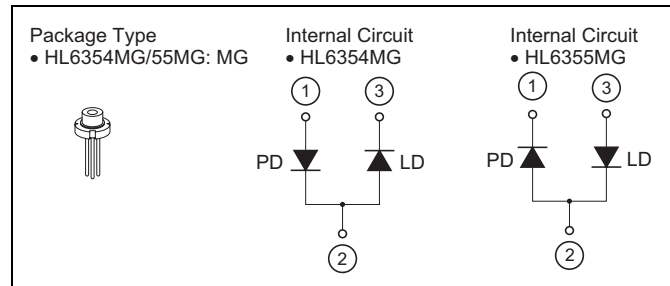 Package Type
• HL6354MG/55MG: MG
Internal Circuit
• HL6354MG
1
3
PD
LD
2
Internal Circuit
• HL6355MG
1
3
PD
LD
2